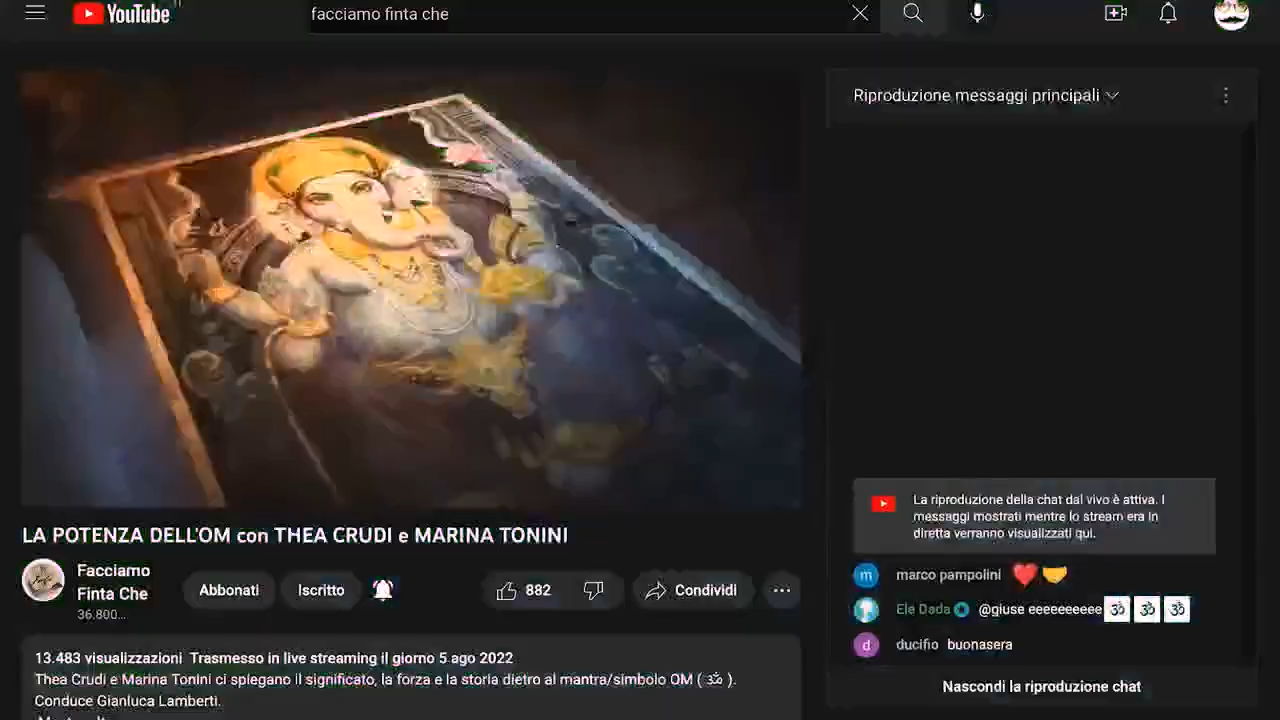 YouTube
facciamo finta che
Riproduzione messaggi principali
LA POTENZA DELL'OM con THEA CRUDI e MARINA TONINI
Facciamo
Finta Che
36.800...
Abbonati
Iscritto
882
Condividi
13.483 visualizzazioni Trasmesso in live streaming il giorno 5 ago 2022
Thea Crudi e Marina Tonini ci spiegano il significato, la forza e la storia dietro al mantra/simbolo OM ( ॐ ).
Conduce Gianluca Lamberti.
La riproduzione della chat dal vivo è attiva. I
messaggi mostrati mentre lo stream era in
diretta verranno visualizzati qui.
m marco pampolini
Ele Dada @giuse eeeeeeeeee ॐ ॐ ॐ
d ducifio buonasera
Nascondi la riproduzione chat